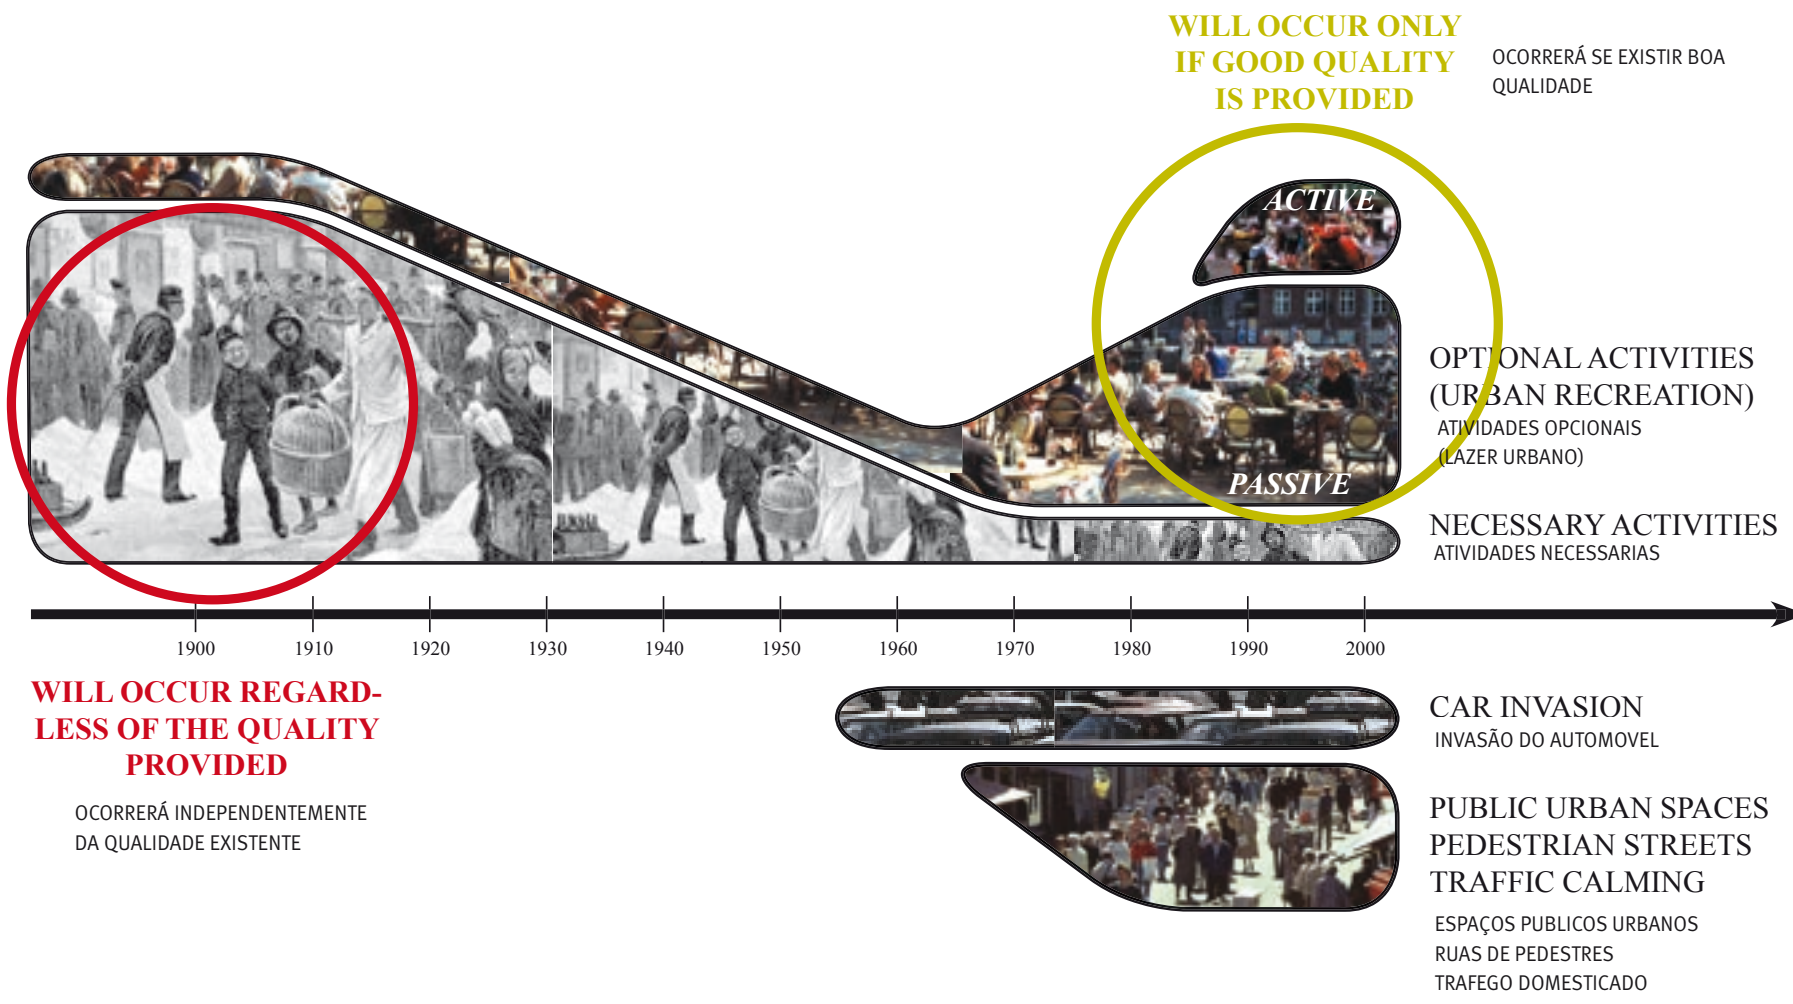 WILL OCCUR ONLY
IF GOOD QUALITY
IS PROVIDED
OCORRERÁ SE EXISTIR BOA
QUALIDADE
ACTIVE
PASSIVE
OPTIONAL ACTIVITIES
(URBAN RECREATION)
ATIVIDADES OPCIONAIS
(LAZER URBANO)
NECESSARY ACTIVITIES
ATIVIDADES NECESSARIAS
1900 1910 1920 1930 1940 1950 1960 1970 1980 1990 2000
WILL OCCUR REGARD-
LESS OF THE QUALITY
PROVIDED
OCORRERÁ INDEPENDENTEMENTE
DA QUALIDADE EXISTENTE
CAR INVASION
INVASÃO DO AUTOMOVEL
PUBLIC URBAN SPACES
PEDESTRIAN STREETS
TRAFFIC CALMING
ESPAÇOS PUBLICOS URBANOS
RUAS DE PEDESTRES
TRAFEGO DOMESTICADO